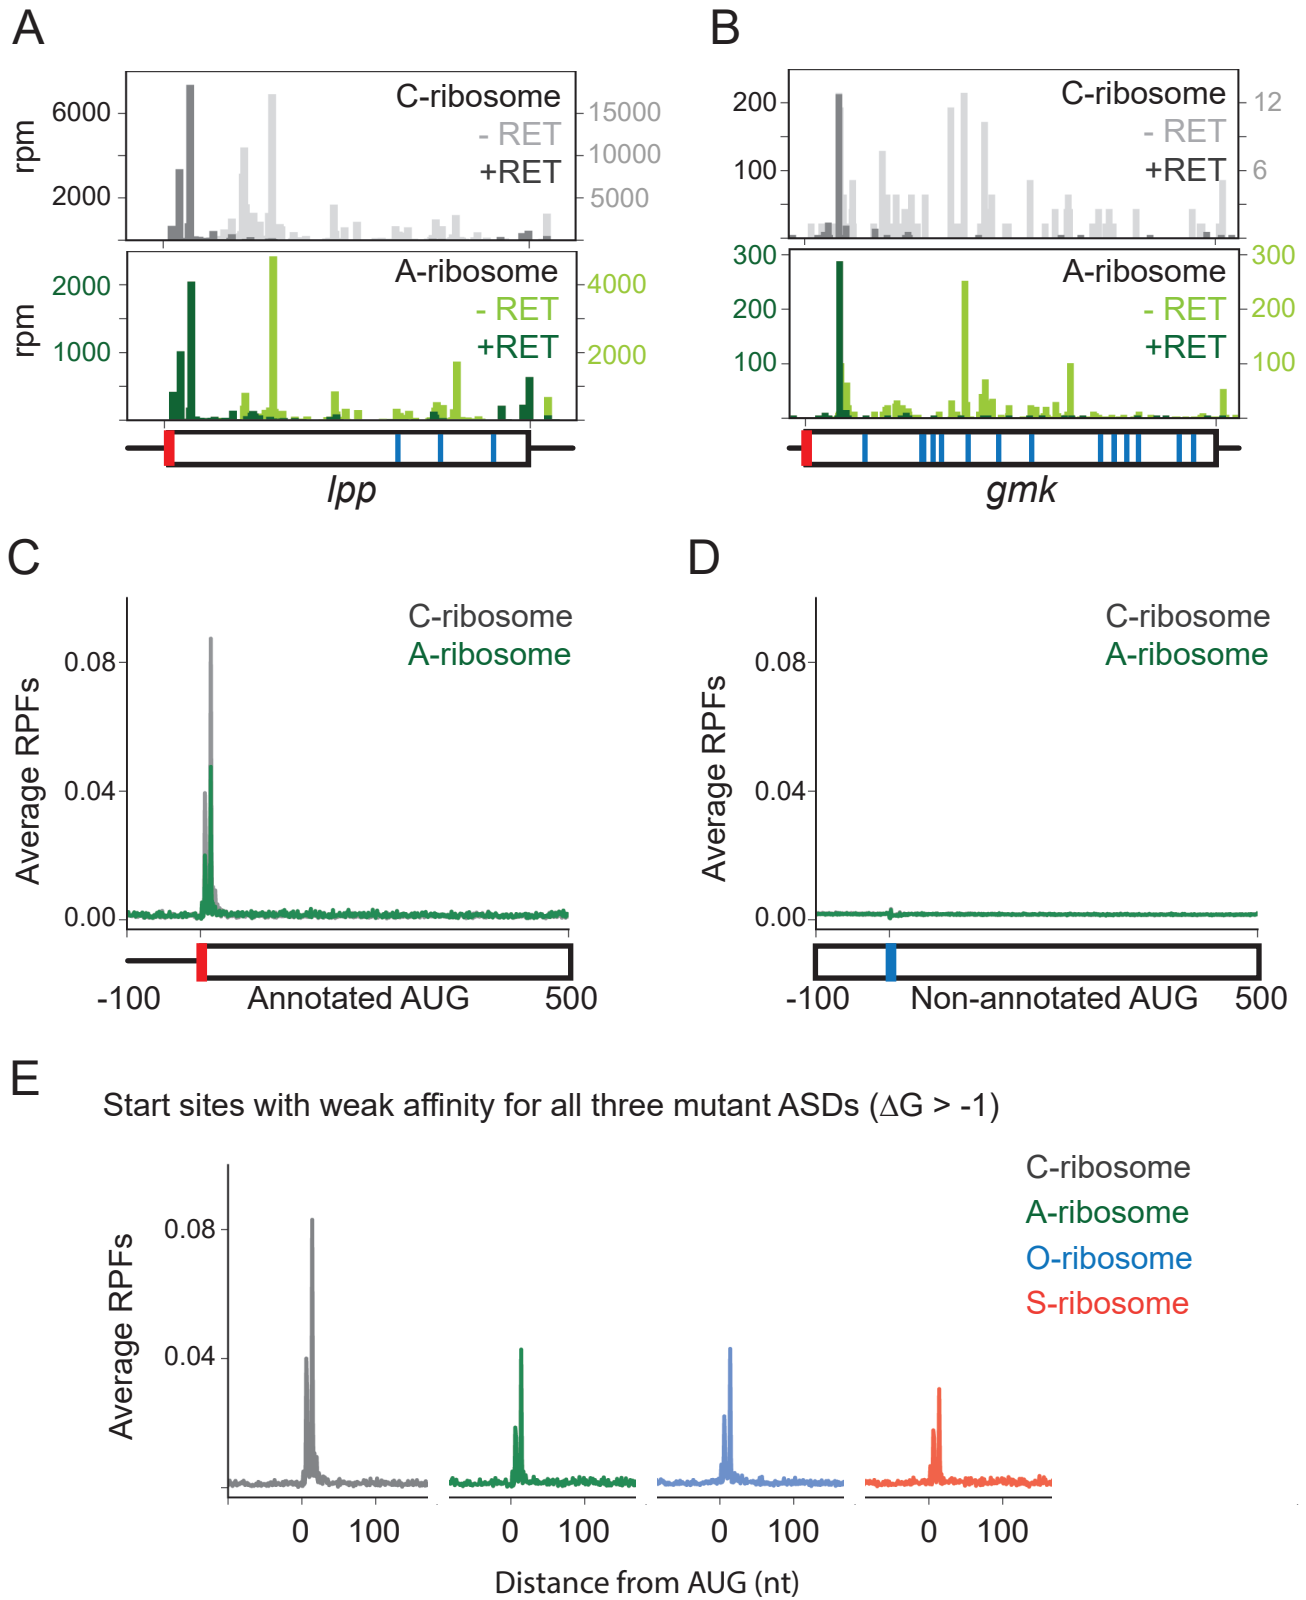 A
C-ribosome
- RET
+RET
6000
2000
rpm
15000
10000
5000
A-ribosome
- RET
+RET
2000
1000
rpm
4000
2000
lpp
B
C-ribosome
- RET
+RET
200
100
12
6
A-ribosome
- RET
+RET
300
200
100
300
200
100
gmk
C
C-ribosome
A-ribosome
0.08
0.04
0.00
Average RPFs
-100 Annotated AUG 500
D
C-ribosome
A-ribosome
0.08
0.04
0.00
Average RPFs
-100 Non-annotated AUG 500
E
Start sites with weak affinity for all three mutant ASDs (ΔG > -1)
C-ribosome
A-ribosome
O-ribosome
S-ribosome
0.08
0.04
Average RPFs
0 100 0 100 0 100 0 100
Distance from AUG (nt)